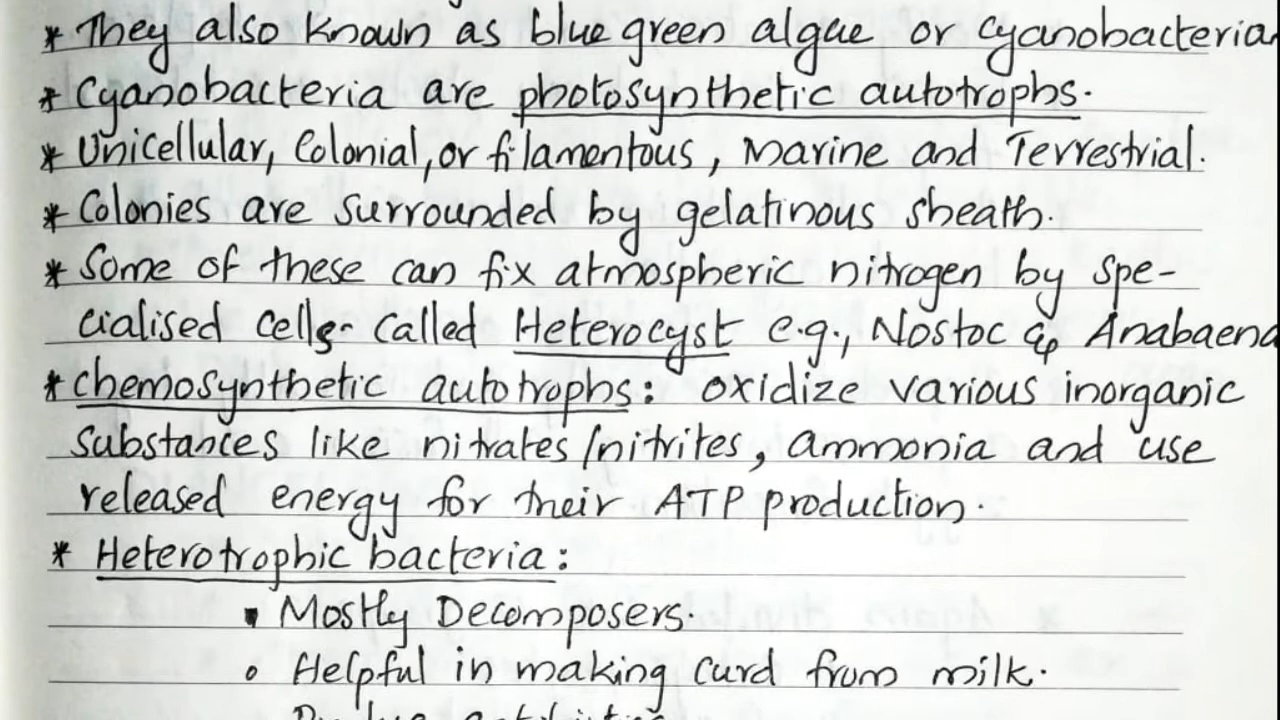 * They also known as blue green algae or Cyanobacteria
* Cyanobacteria are photosynthetic autotrophs.
* Unicellular, Colonial, or filamentous, Marine and Terrestrial.
* Colonies are surrounded by gelatinous sheath.
* Some of these can fix atmospheric nitrogen by spe-
cialised cells called Heterocyst e.g., Nostoc & Anabaena
* Chemosynthetic autotrophs: oxidize various inorganic
substances like nitrates/nitrites, ammonia and use
released energy for their ATP production.
* Heterotrophic bacteria:
▪ Mostly Decomposers.
∘ Helpful in making curd from milk.